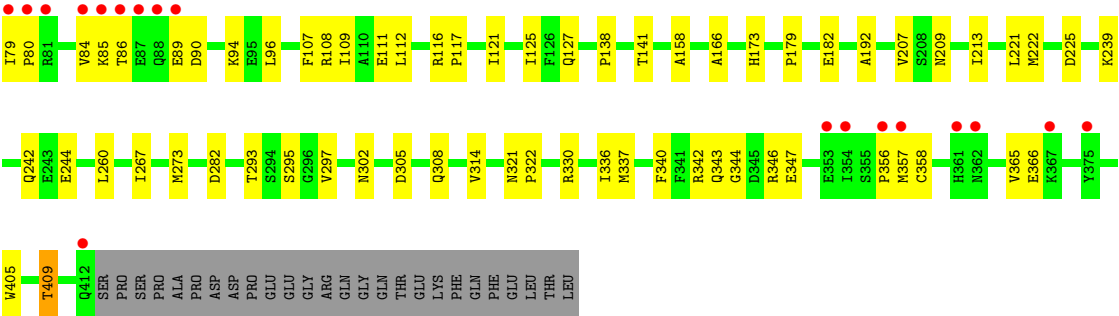 I79 P80 R81 V84 K85 T86 E87 Q88 E89 D90 K94 E95 L96 F107 R108 I109 A110 E111 L112 R116 P117 I121 I125 F126 Q127 P138 T141 A158 A166 H173 P179 E182 A192 V207 S208 N209 I213 L221 M222 D225 K239
Q242 E243 E244 L260 I267 M273 D282 T293 S294 S295 G296 V297 N302 D305 Q308 V314 N321 P322 R330 I336 M337 F340 F341 R342 Q343 G344 D345 R346 E347 E353 I354 S355 P356 M357 C358 H361 N362 V365 E366 K367 Y375
W405 T409 Q412 SER PRO SER PRO ALA PRO ASP ASP PRO GLU GLU GLY ARG GLN GLY GLN THR GLU LYS PHE GLN PHE GLU LEU THR LEU